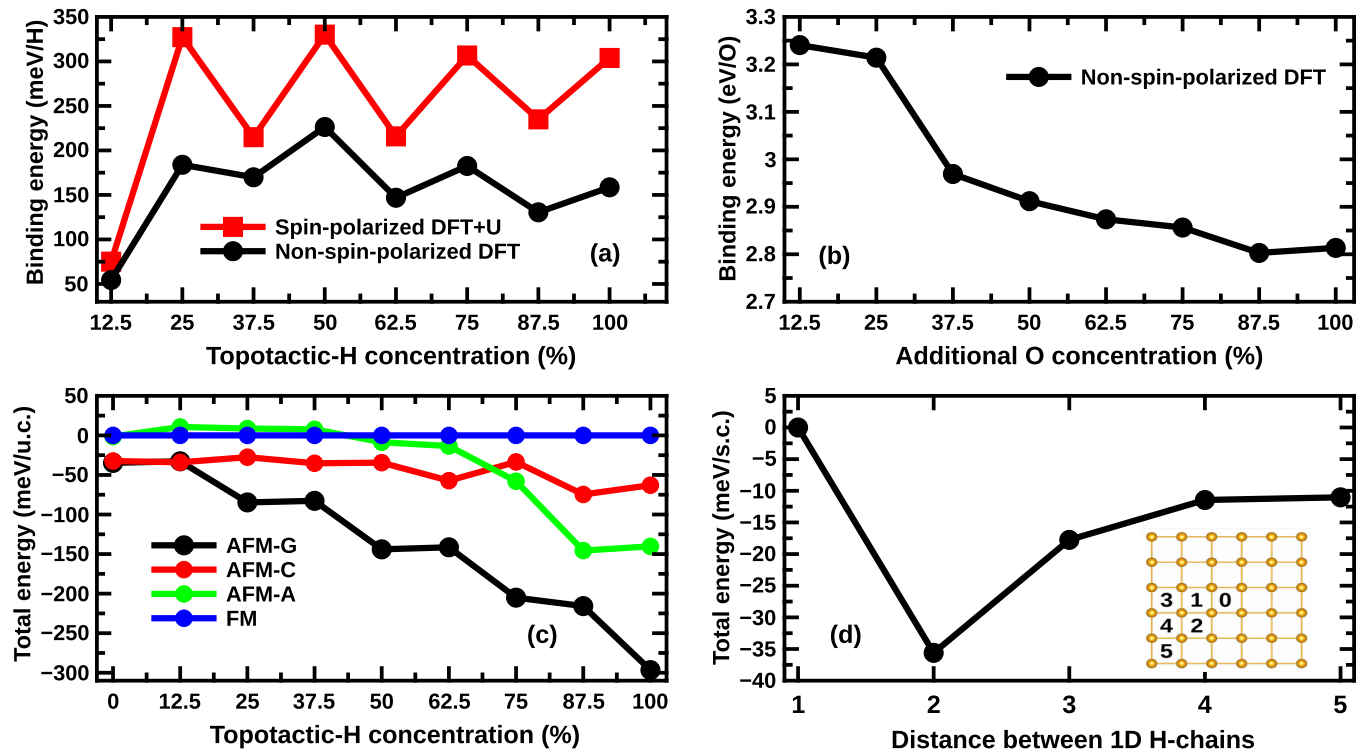 Binding energy (meV/H)
350
300
250
200
150
100
50
Spin-polarized DFT+U
Non-spin-polarized DFT
(a)
12.5 25 37.5 50 62.5 75 87.5 100
Topotactic-H concentration (%)
Binding energy (eV/O)
3.3
3.2
3.1
3
2.9
2.8
2.7
Non-spin-polarized DFT
(b)
12.5 25 37.5 50 62.5 75 87.5 100
Additional O concentration (%)
Total energy (meV/u.c.)
50
0
−50
−100
−150
−200
−250
−300
AFM-G
AFM-C
AFM-A
FM
(c)
0 12.5 25 37.5 50 62.5 75 87.5 100
Topotactic-H concentration (%)
Total energy (meV/s.c.)
5
0
−5
−10
−15
−20
−25
−30
−35
−40
(d)
3 1 0
4 2
5
1 2 3 4 5
Distance between 1D H-chains